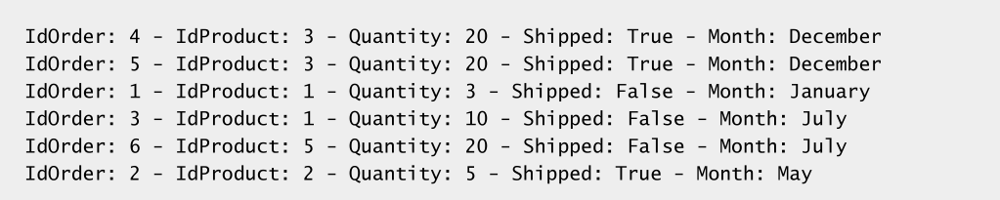 IdOrder: 4 - IdProduct: 3 - Quantity: 20 - Shipped: True - Month: December
IdOrder: 5 - IdProduct: 3 - Quantity: 20 - Shipped: True - Month: December
IdOrder: 1 - IdProduct: 1 - Quantity: 3 - Shipped: False - Month: January
IdOrder: 3 - IdProduct: 1 - Quantity: 10 - Shipped: False - Month: July
IdOrder: 6 - IdProduct: 5 - Quantity: 20 - Shipped: False - Month: July
IdOrder: 2 - IdProduct: 2 - Quantity: 5 - Shipped: True - Month: May